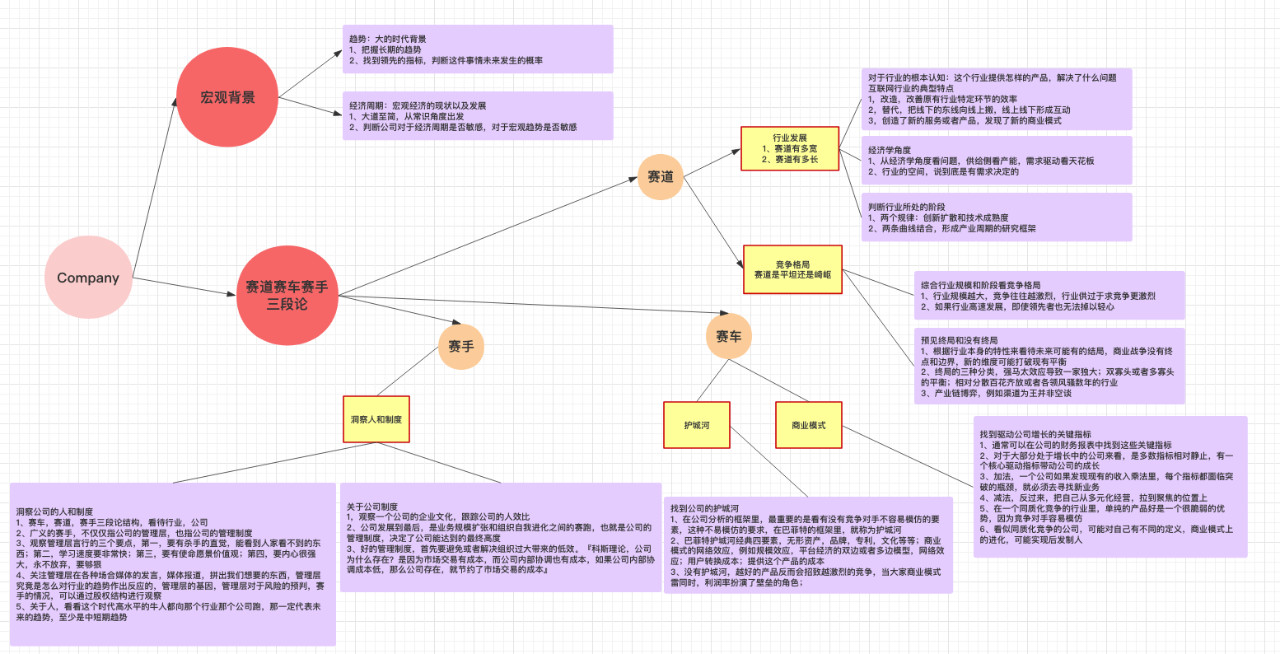 Company
宏观背景
趋势：大的时代背景
1、把握长期的趋势
2、找到领先的指标，判断这件事情未来发生的概率
经济周期：宏观经济的现状以及发展
1、大道至简，从常识角度出发
2、判断公司对于经济周期是否敏感，对于宏观趋势是否敏感
赛道赛车赛手
三段论
赛道
行业发展
1、赛道有多宽
2、赛道有多长
对于行业的根本认知：这个行业提供怎样的产品，解决了什么问题
互联网行业的典型特点
1，改造，改善原有行业特定环节的效率
2，替代，把线下的东线向线上搬，线上线下形成互动
3，创造了新的服务或者产品，发现了新的商业模式
经济学角度
1、从经济学角度看问题，供给侧看产能，需求驱动看天花板
2、行业的空间，说到底是有需求决定的
判断行业所处的阶段
1、两个规律：创新扩散和技术成熟度
2、两条曲线结合，形成产业周期的研究框架
竞争格局
赛道是平坦还是崎岖
综合行业规模和阶段看竞争格局
1、行业规模越大，竞争往往越激烈，行业供过于求竞争更激烈
2、如果行业高速发展，即使领先者也无法掉以轻心
预见终局和没有终局
1、根据行业本身的特性来看待未来可能有的结局，商业战争没有终
点和边界，新的维度可能打破现有平衡
2、终局的三种分类，强马太效应导致一家独大；双寡头或者多寡头
的平衡；相对分散百花齐放或者各领风骚数年的行业
3、产业链博弈，例如渠道为王并非空谈
赛手
洞察人和制度
洞察公司的人和制度
1、赛车，赛道，赛手三段论结构，看待行业，公司
2、广义的赛手，不仅仅指公司的管理层，也指公司的管理制度
3、观察管理层言行的三个要点，第一，要有杀手的直觉，能看到人家看不到的东
西；第二，学习速度要非常快；第三，要有使命愿景价值观；第四，要内心很强
大，永不放弃，要够狠
4、关注管理层在各种场合媒体的发言，媒体报道，拼出我们想要的东西，管理层
究竟是怎么对行业的趋势作出反应的，管理层的基因，管理层对于风险的预判，赛
手的情况，可以通过股权结构进行观察
5、关于人，看看这个时代高水平的牛人都向那个行业那个公司跑，那一定代表未
来的趋势，至少是中短期趋势
关于公司制度
1、观察一个公司的企业文化，跟踪公司的人效比
2、公司发展到最后，是业务规模扩张和组织自我进化之间的赛跑，也就是公司的
管理制度，决定了公司能达到的最终高度
3、好的管理制度，首先要避免或者解决组织过大带来的低效，『科斯理论，公司
为什么存在？是因为市场交易有成本，而公司内部协调也有成本，如果公司内部协
调成本低，那么公司存在，就节约了市场交易的成本』
赛车
护城河
找到公司的护城河
1、在公司分析的框架里，最重要的是看有没有竞争对手不容易模仿的要
素，这种不易模仿的要求，在巴菲特的框架里，就称为护城河
2、巴菲特护城河经典四要素，无形资产，品牌，专利，文化等等；商业
模式的网络效应，例如规模效应，平台经济的双边或者多边模型，网络效
应；用户转换成本；提供这个产品的成本
3、没有护城河，越好的产品反而会招致越激烈的竞争，当大家商业模式
雷同时，利润率扮演了壁垒的角色；
商业模式
找到驱动公司增长的关键指标
1、通常可以在公司的财务报表中找到这些关键指标
2、对于大部分处于增长中的公司来看，是多数指标相对静止，有一
个核心驱动指标带动公司的成长
3、加法，一个公司如果发现现有的收入乘法里，每个指标都面临突
破的瓶颈，就必须去寻找新业务
4、减法，反过来，把自己从多元化经营，拉到聚焦的位置上
5、在一个同质化竞争的行业里，单纯的产品好是一个很脆弱的优
势，因为竞争对手容易模仿
6、看似同质化竞争的公司，可能对自己有不同的定义，商业模式上
的进化，可能实现后发制人